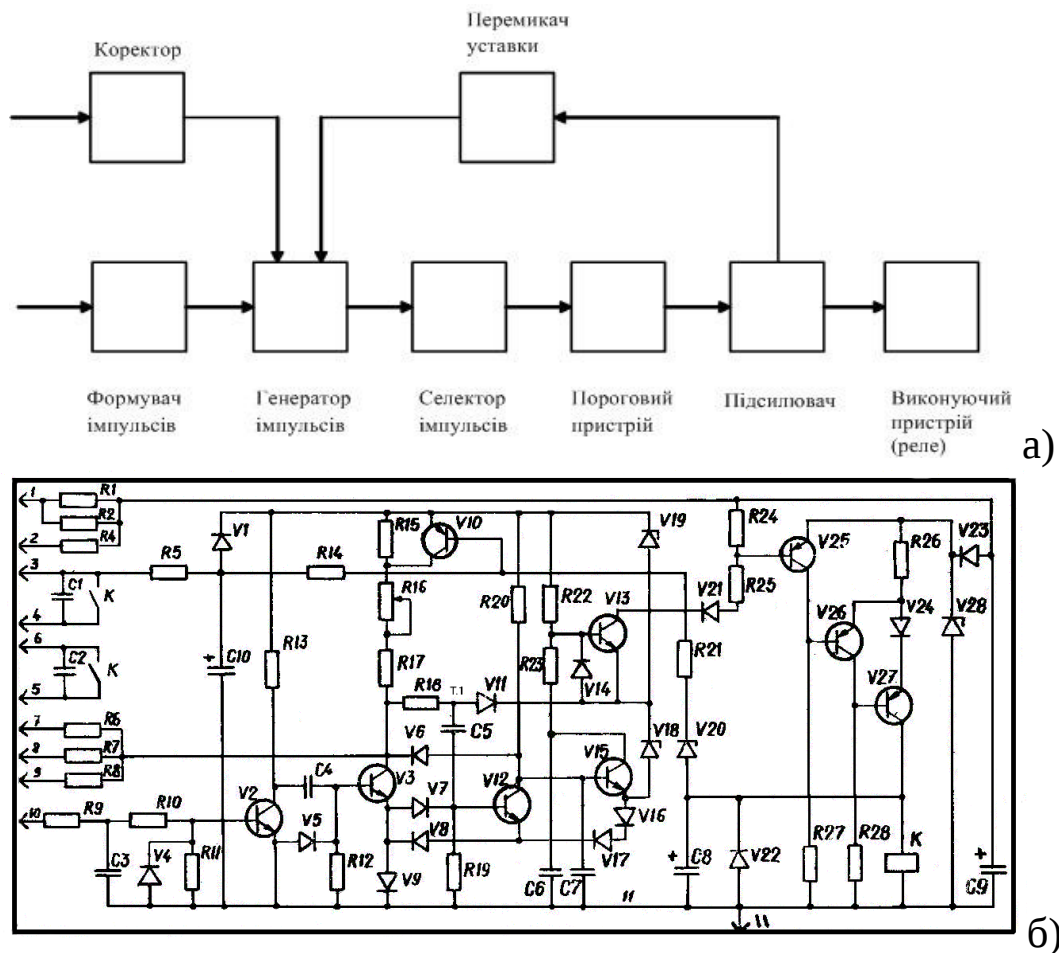 Перемикач
уставки
Коректор
Формувач
імпульсів
Генератор
імпульсів
Селектор
імпульсів
Пороговий
пристрій
Підсилювач
Виконуючий
пристрій
(реле)
а)
1 R1
R2
2 R4
3 R5
C1 K
4
6
C2 K
5
7 R6
8 R7
9 R8
10 R9 R10
C3 V4 R11
V1 R14
C10 R13
V2 C4 V5 R12
R15 V10
R16
R17
R18 T.1 V11
V6 C5
V3 V7 V8 V9
R19 V12
R20 R22 V13
R23 V14
V15 V16 V17
C6 C7 11
V19 V18
V20 R21
C8 V22
R24 R25 V21
V25 V26 V27
R26 V24
R27 R28 K
V23 V28
C9
11
б)